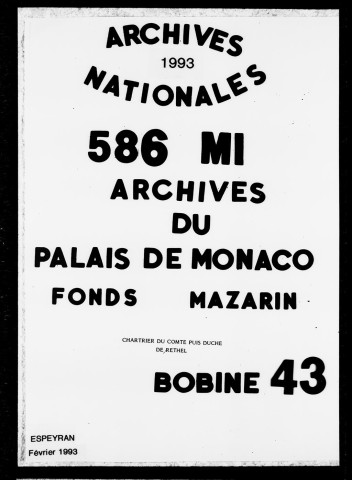 ARCHIVES
1993
NATIONALES
586 MI
ARCHIVES
DU
PALAIS DE MONACO
FONDS MAZARIN
CHARTRIER DU COMTE PUIS DUCHE
DE RETHEL
BOBINE 43
ESPEYRAN
Février 1993